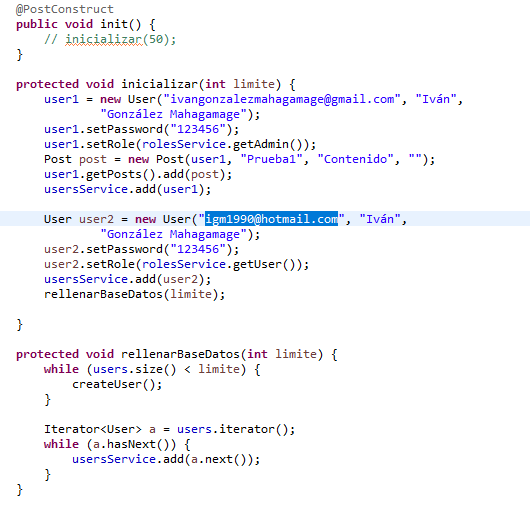 @PostConstruct
public void init() {
// inicializar(50);
}
protected void inicializar(int limite) {
user1 = new User("ivangonzalezmahagamage@gmail.com", "Iván",
"González Mahagamage");
user1.setPassword("123456");
user1.setRole(rolesService.getAdmin());
Post post = new Post(user1, "Prueba1", "Contenido", "");
user1.getPosts().add(post);
usersService.add(user1);
User user2 = new User("igm1990@hotmail.com", "Iván",
"González Mahagamage");
user2.setPassword("123456");
user2.setRole(rolesService.getUser());
usersService.add(user2);
rellenarBaseDatos(limite);
}
protected void rellenarBaseDatos(int limite) {
while (users.size() < limite) {
createUser();
}
Iterator<User> a = users.iterator();
while (a.hasNext()) {
usersService.add(a.next());
}
}